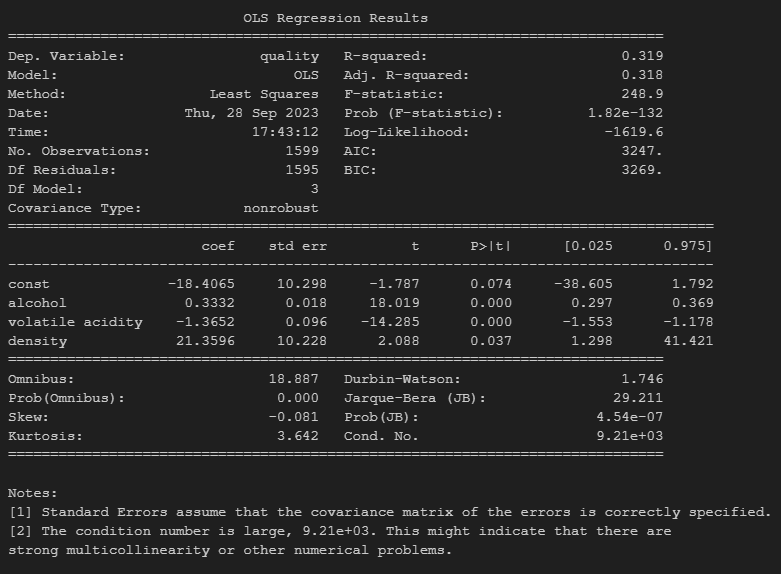 OLS Regression Results
==============================================================================
Dep. Variable:                quality   R-squared:                       0.319
Model:                            OLS   Adj. R-squared:                  0.318
Method:                 Least Squares   F-statistic:                     248.9
Date:                Thu, 28 Sep 2023   Prob (F-statistic):          1.82e-132
Time:                        17:43:12   Log-Likelihood:                -1619.6
No. Observations:                1599   AIC:                             3247.
Df Residuals:                    1595   BIC:                             3269.
Df Model:                           3
Covariance Type:            nonrobust
====================================================================================
                       coef    std err          t      P>|t|      [0.025      0.975]
------------------------------------------------------------------------------------
const              -18.4065     10.298     -1.787      0.074     -38.605       1.792
alcohol              0.3332      0.018     18.019      0.000       0.297       0.369
volatile acidity    -1.3652      0.096    -14.285      0.000      -1.553      -1.178
density             21.3596     10.228      2.088      0.037       1.298      41.421
==============================================================================
Omnibus:                       18.887   Durbin-Watson:                   1.746
Prob(Omnibus):                  0.000   Jarque-Bera (JB):               29.211
Skew:                          -0.081   Prob(JB):                     4.54e-07
Kurtosis:                       3.642   Cond. No.                     9.21e+03
==============================================================================
Notes:
[1] Standard Errors assume that the covariance matrix of the errors is correctly specified.
[2] The condition number is large, 9.21e+03. This might indicate that there are
strong multicollinearity or other numerical problems.